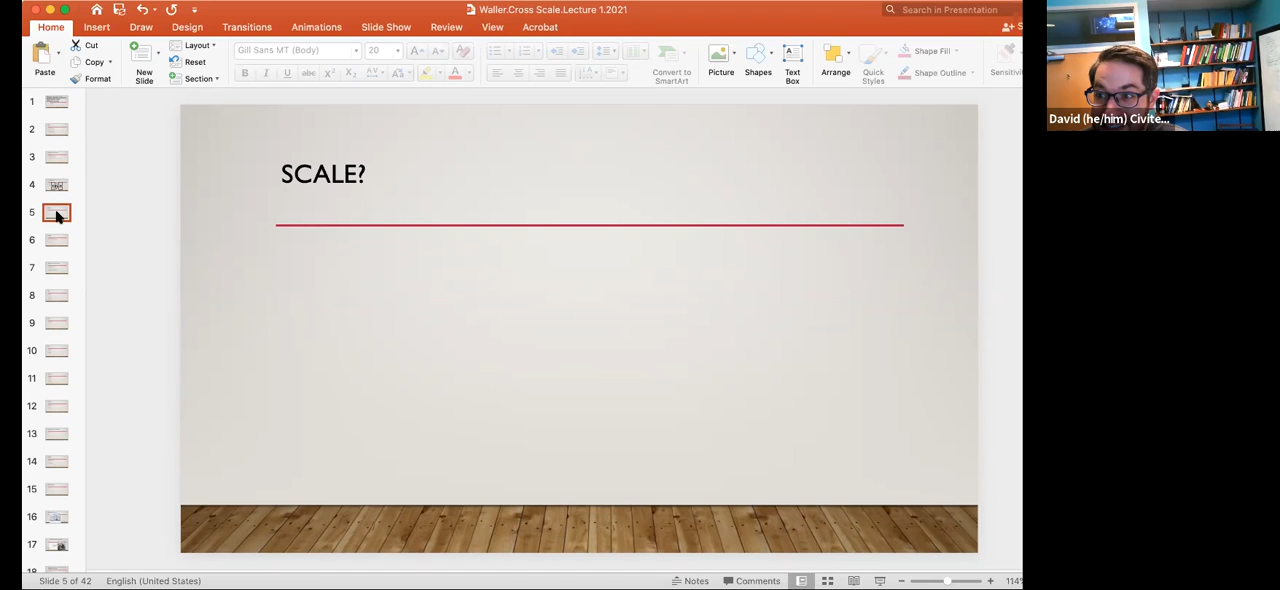 Waller.Cross Scale.Lecture 1.2021
Search in Presentation
Home Insert Draw Design Transitions Animations Slide Show Review View Acrobat S
Paste
Cut
Copy
Format
New
Slide
Layout
Reset
Section
Gill Sans MT (Body) 20
Convert to
SmartArt
Picture
Shapes
Text
Box
Arrange
Quick
Styles
Shape Fill
Shape Outline
Sensitivi
1
2
3
4
5
6
7
8
9
10
11
12
13
14
15
16
17
18
SCALE?
David (he/him) Civite...
Slide 5 of 42 English (United States) Notes Comments 114%